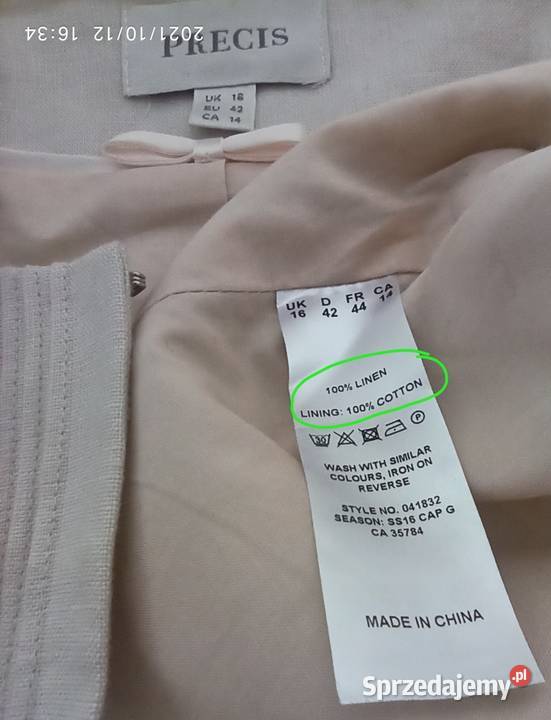 2021/10/12 16:34
PRECIS
UK 16
EU 42
CA 14
UK D FR CA
16 42 44 14
100% LINEN
LINING: 100% COTTON
30 P
WASH WITH SIMILAR
COLOURS, IRON ON
REVERSE
STYLE NO. 041832
SEASON: SS16 CAP G
CA 35784
MADE IN CHINA
Sprzedajemy.pl